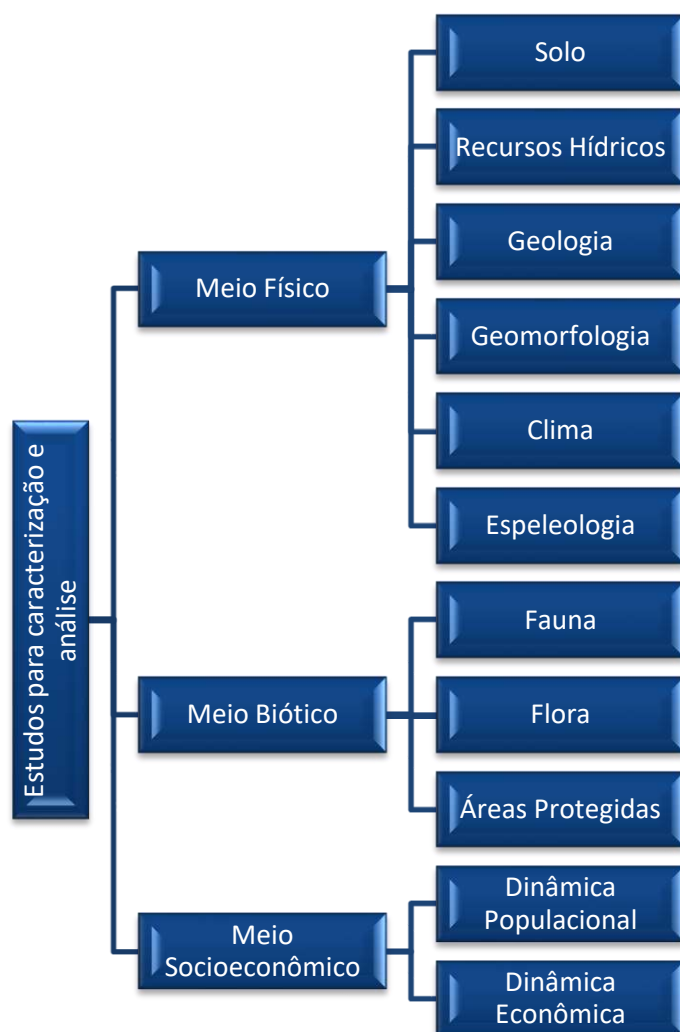 Estudos para caracterização e
análise
Meio Físico
Solo
Recursos Hídricos
Geologia
Geomorfologia
Clima
Espeleologia
Meio Biótico
Fauna
Flora
Áreas Protegidas
Meio
Socioeconômico
Dinâmica
Populacional
Dinâmica
Econômica